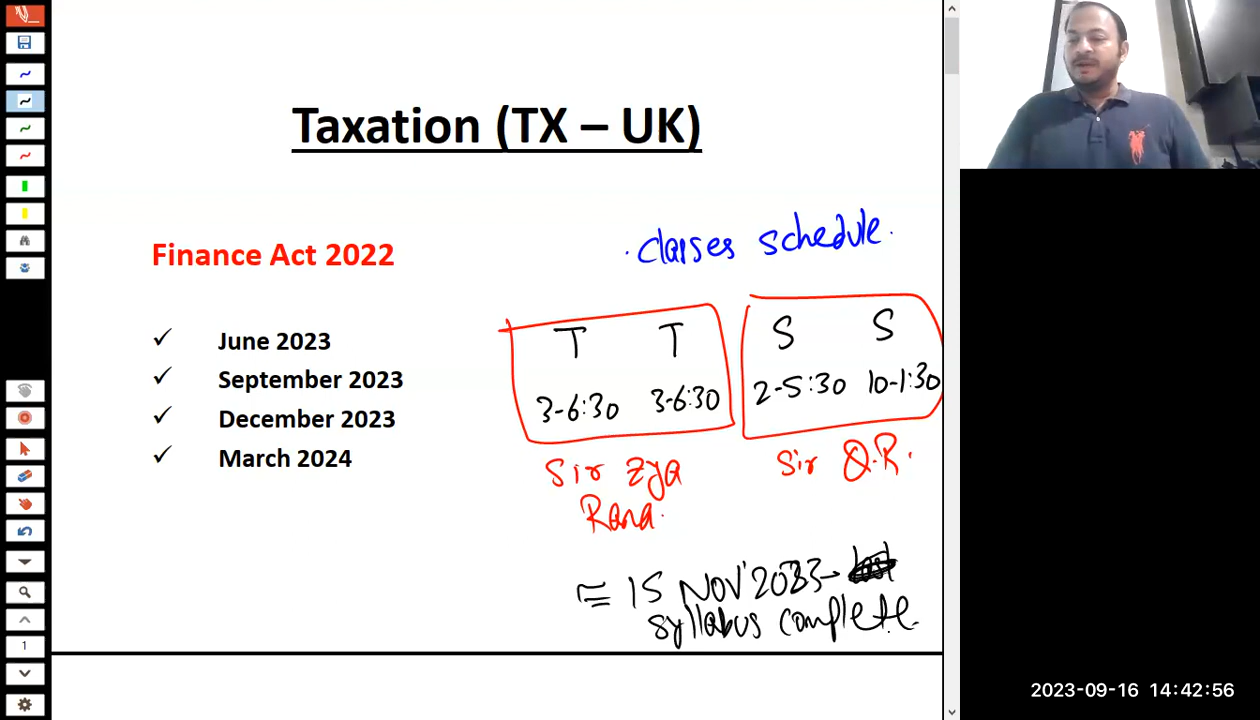 Taxation (TX – UK)
Finance Act 2022
. classes schedule.
T T S S
3-6:30 3-6:30 2-5:30 10-1:30
June 2023
September 2023
December 2023
March 2024
Sir Zya
Rana.
Sir Q.R.
≅ 15 NOV'2023 →
syllabus complete.
1
2023-09-16 14:42:56